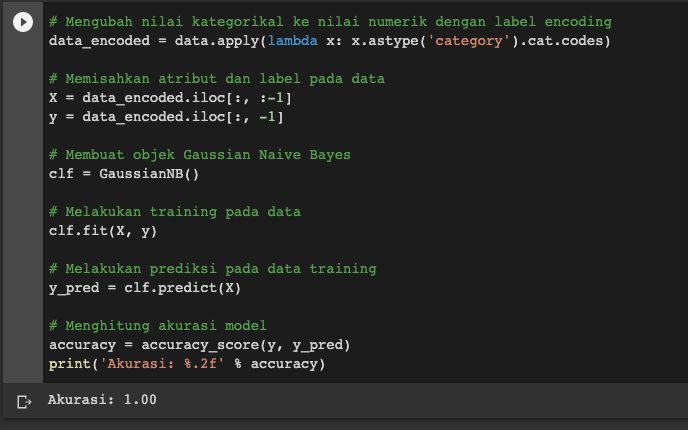 # Mengubah nilai kategorikal ke nilai numerik dengan label encoding
data_encoded = data.apply(lambda x: x.astype('category').cat.codes)
# Memisahkan atribut dan label pada data
X = data_encoded.iloc[:, :-1]
y = data_encoded.iloc[:, -1]
# Membuat objek Gaussian Naive Bayes
clf = GaussianNB()
# Melakukan training pada data
clf.fit(X, y)
# Melakukan prediksi pada data training
y_pred = clf.predict(X)
# Menghitung akurasi model
accuracy = accuracy_score(y, y_pred)
print('Akurasi: %.2f' % accuracy)
Akurasi: 1.00